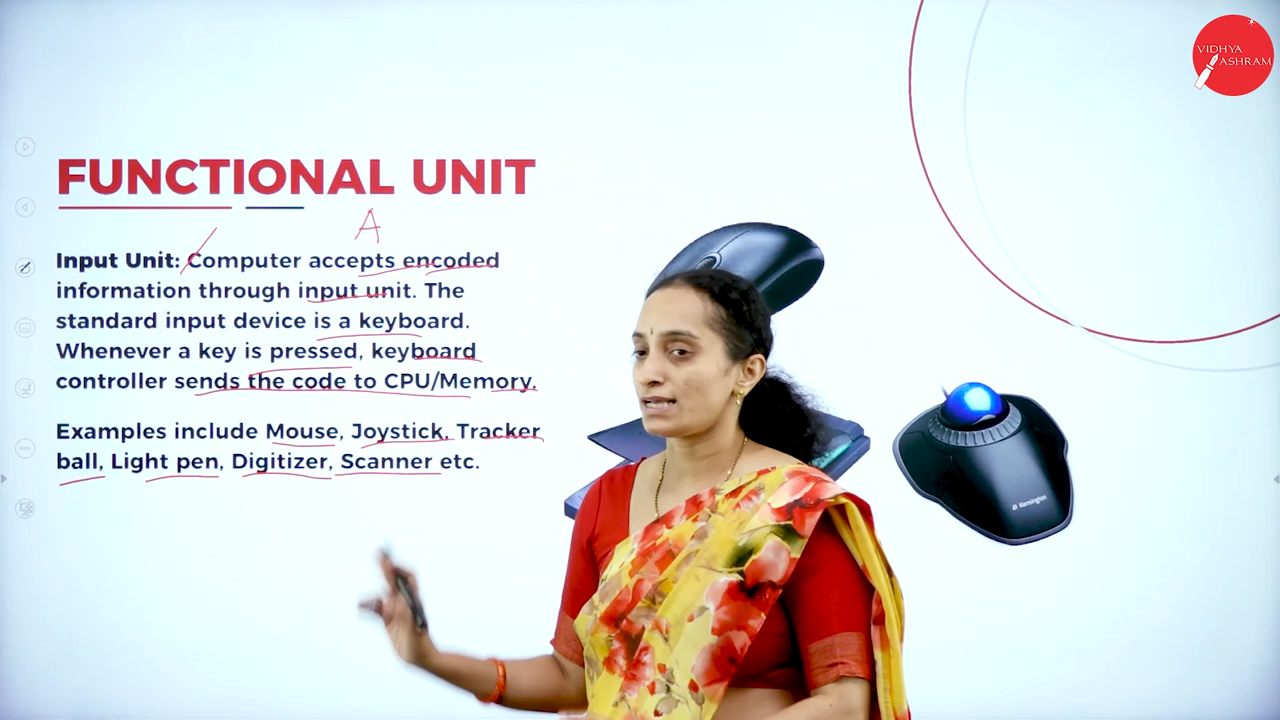 VIDHYA
ASHRAM
FUNCTIONAL UNIT
A
Input Unit: Computer accepts encoded
information through input unit. The
standard input device is a keyboard.
Whenever a key is pressed, keyboard
controller sends the code to CPU/Memory.
Examples include Mouse, Joystick, Tracker
ball, Light pen, Digitizer, Scanner etc.
Kensington